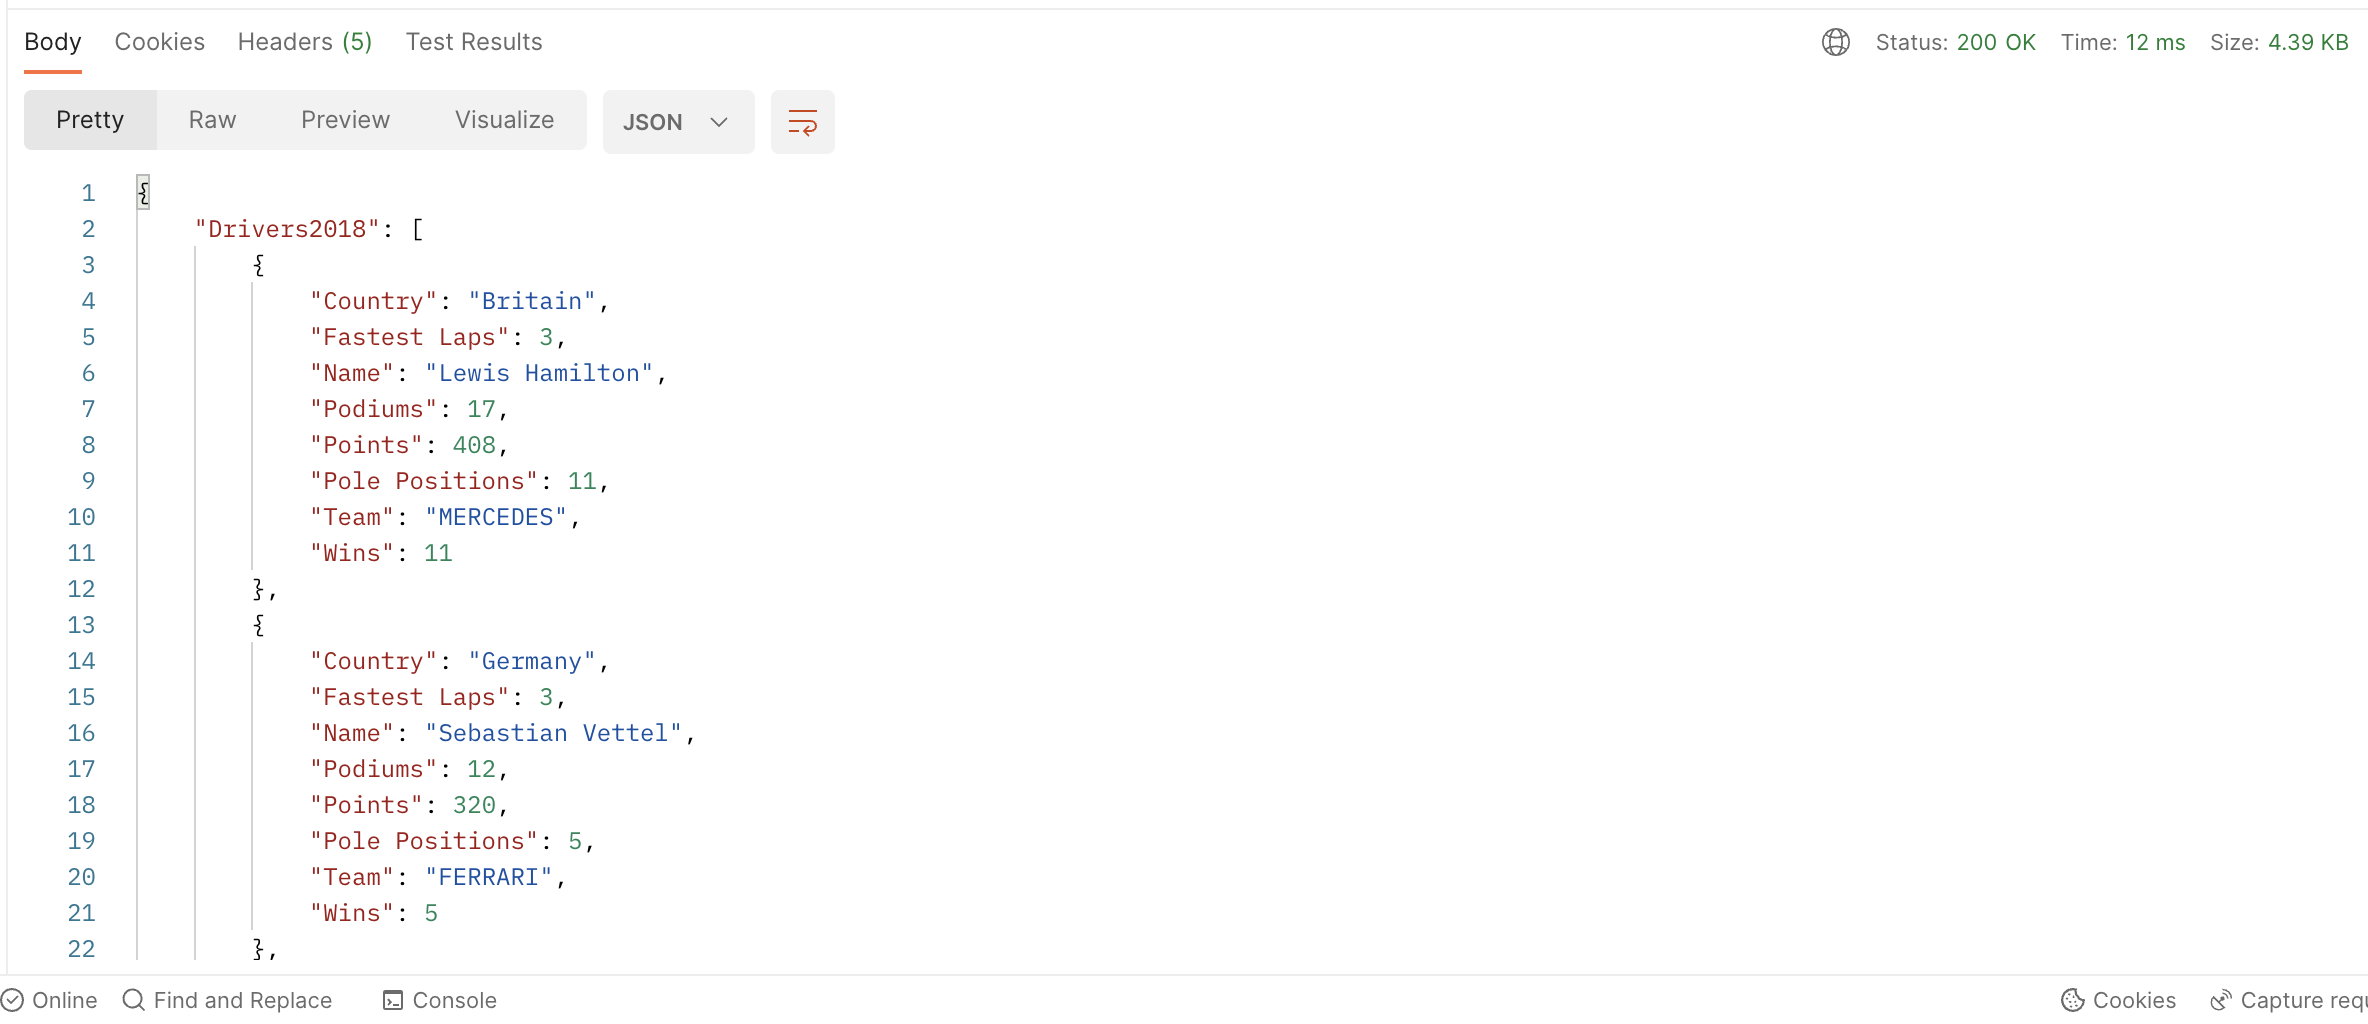 Body Cookies Headers (5) Test Results Status: 200 OK Time: 12 ms Size: 4.39 KB
Pretty Raw Preview Visualize JSON
1 {
2 "Drivers2018": [
3 {
4 "Country": "Britain",
5 "Fastest Laps": 3,
6 "Name": "Lewis Hamilton",
7 "Podiums": 17,
8 "Points": 408,
9 "Pole Positions": 11,
10 "Team": "MERCEDES",
11 "Wins": 11
12 },
13 {
14 "Country": "Germany",
15 "Fastest Laps": 3,
16 "Name": "Sebastian Vettel",
17 "Podiums": 12,
18 "Points": 320,
19 "Pole Positions": 5,
20 "Team": "FERRARI",
21 "Wins": 5
22 },
Online Find and Replace Console Cookies Capture requ